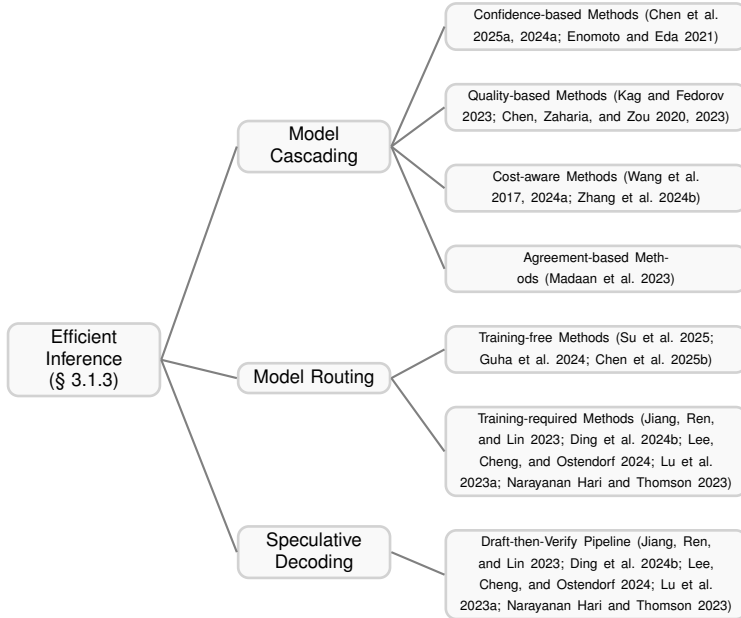 Efficient
Inference
(§ 3.1.3)
Model
Cascading
Confidence-based Methods (Chen et al.
2025a, 2024a; Enomoto and Eda 2021)
Quality-based Methods (Kag and Fedorov
2023; Chen, Zaharia, and Zou 2020, 2023)
Cost-aware Methods (Wang et al.
2017, 2024a; Zhang et al. 2024b)
Agreement-based Meth-
ods (Madaan et al. 2023)
Model Routing
Training-free Methods (Su et al. 2025;
Guha et al. 2024; Chen et al. 2025b)
Training-required Methods (Jiang, Ren,
and Lin 2023; Ding et al. 2024b; Lee,
Cheng, and Ostendorf 2024; Lu et al.
2023a; Narayanan Hari and Thomson 2023)
Speculative
Decoding
Draft-then-Verify Pipeline (Jiang, Ren,
and Lin 2023; Ding et al. 2024b; Lee,
Cheng, and Ostendorf 2024; Lu et al.
2023a; Narayanan Hari and Thomson 2023)